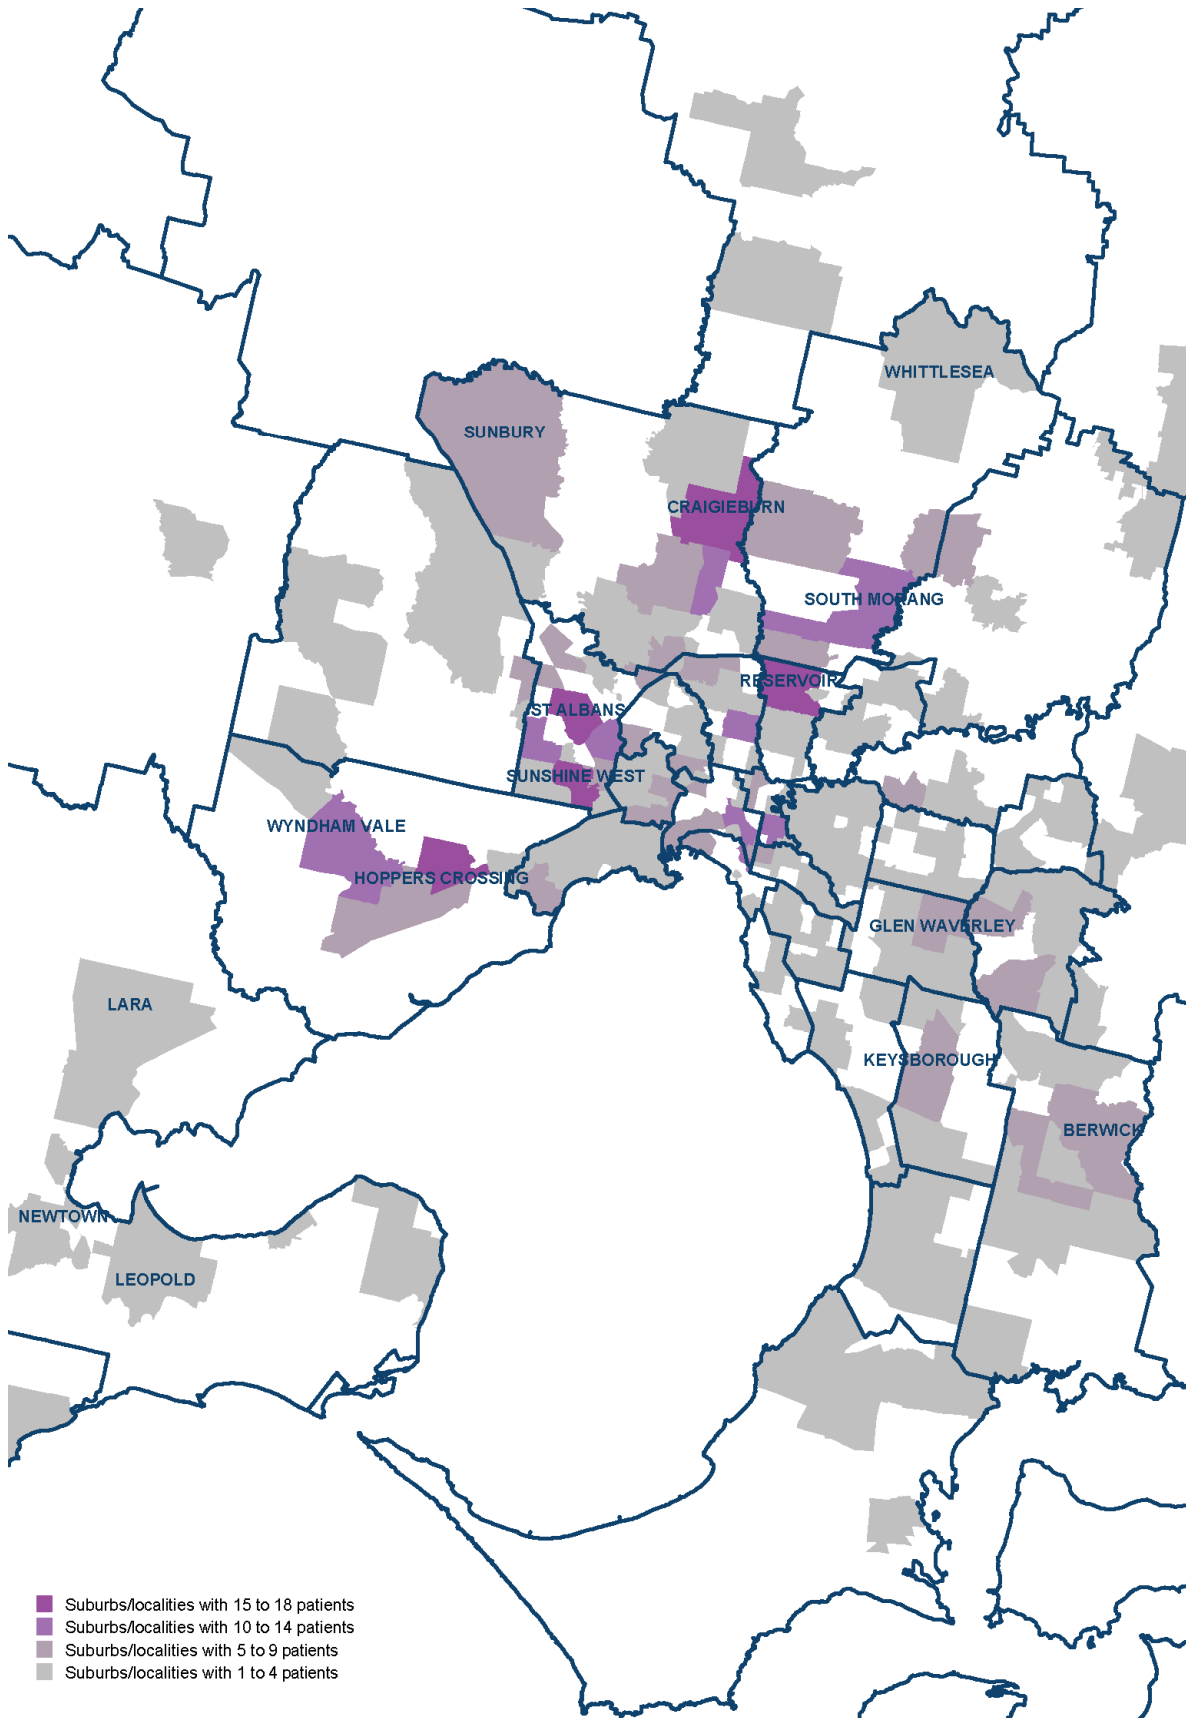 WHITTLESEA
SUNBURY
CRAIGIEBURN
SOUTH MORANG
RESERVOIR
ST ALBANS
SUNSHINE WEST
WYNDHAM VALE
HOPPERS CROSSING
GLEN WAVERLEY
LARA
KEYSBOROUGH
BERWICK
NEWTOWN
LEOPOLD
Suburbs/localities with 15 to 18 patients
Suburbs/localities with 10 to 14 patients
Suburbs/localities with 5 to 9 patients
Suburbs/localities with 1 to 4 patients